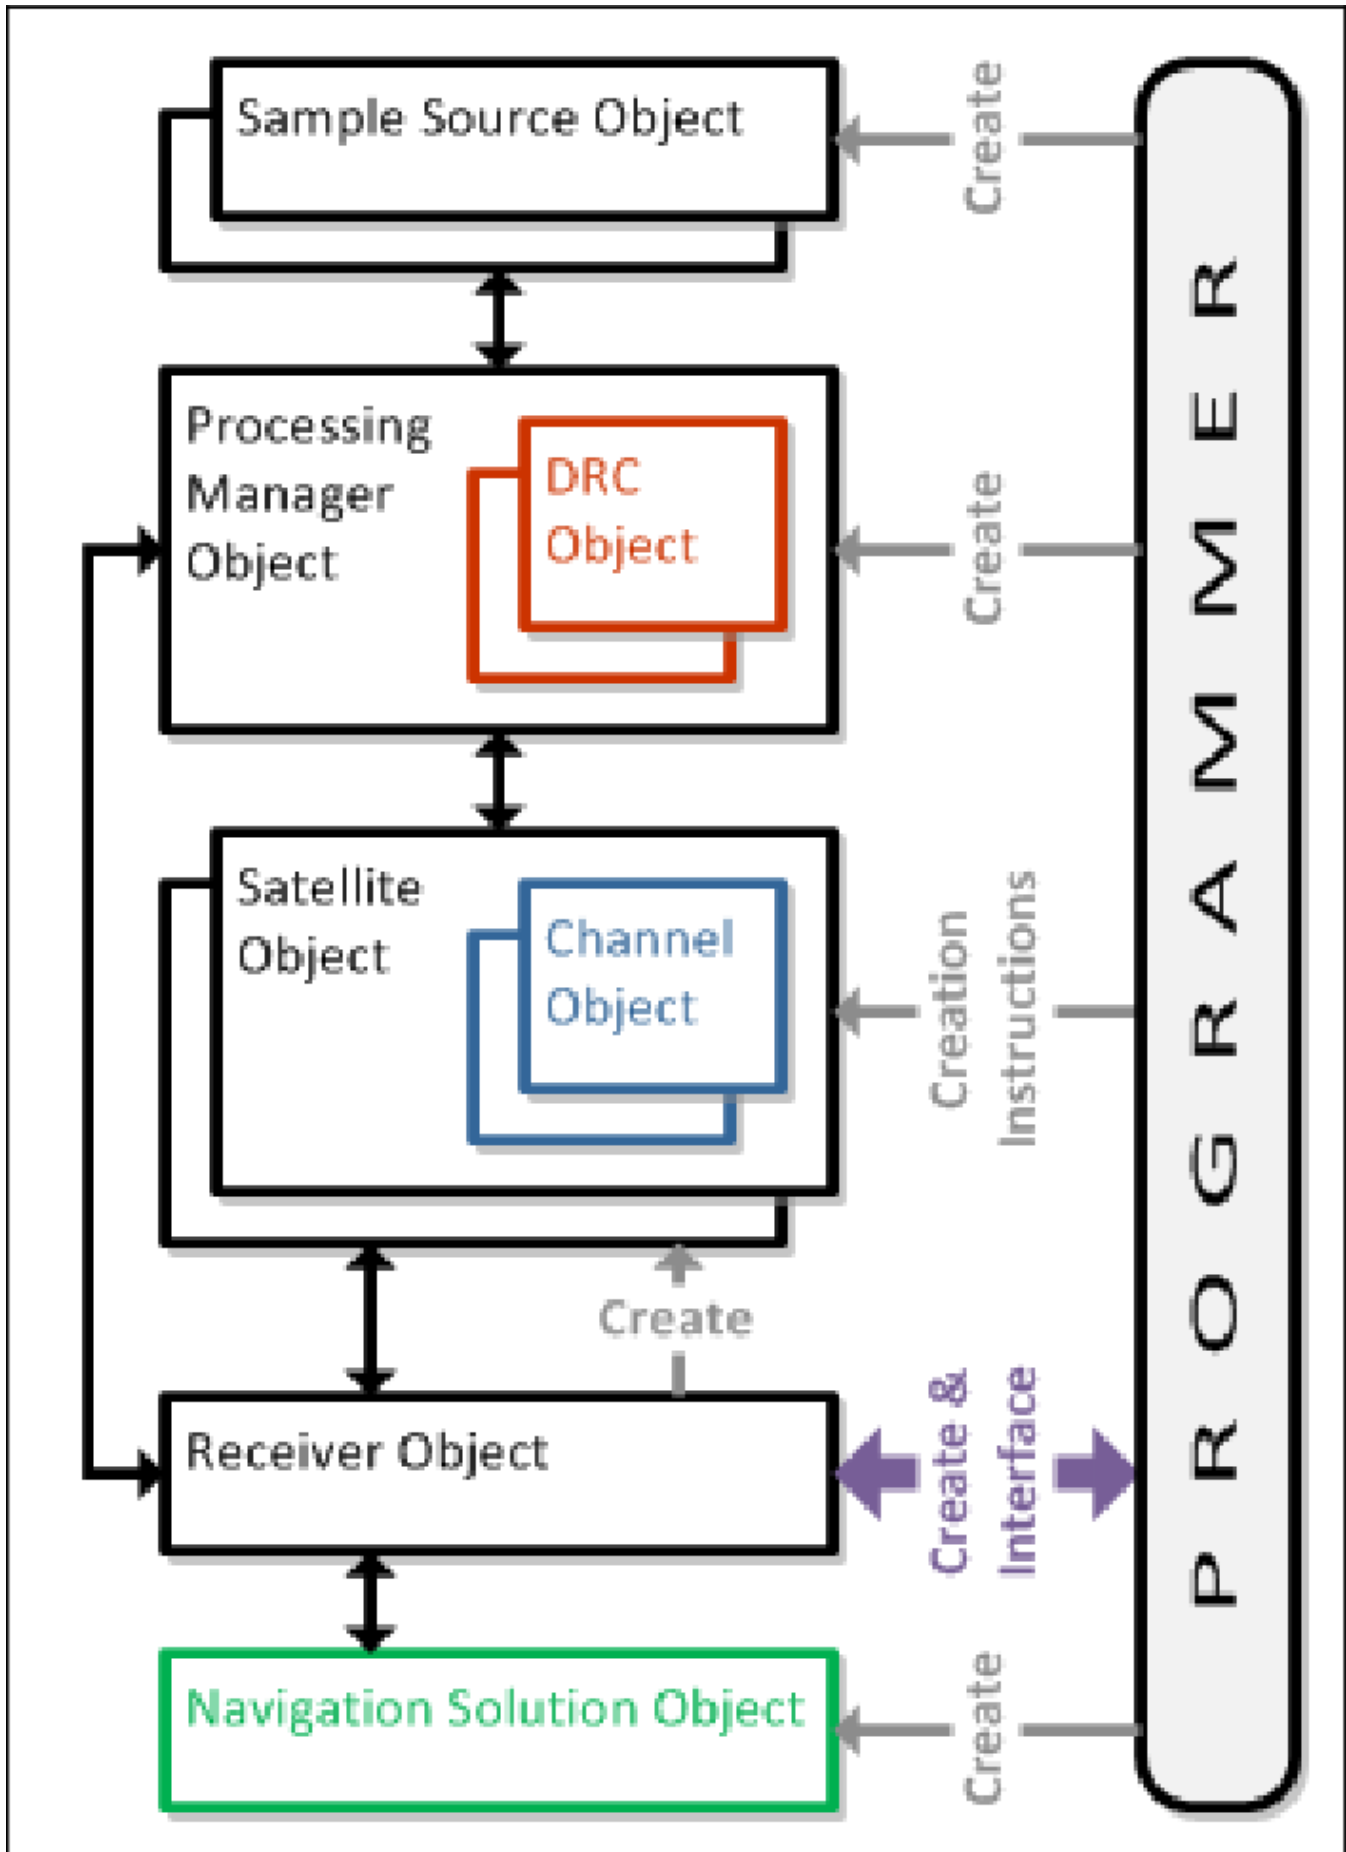 Sample Source Object
Create
Processing
Manager
Object
DRC
Object
Create
Satellite
Object
Channel
Object
Creation
Instructions
Create
Receiver Object
Create &
Interface
Navigation Solution Object
Create
PROGRAMMER